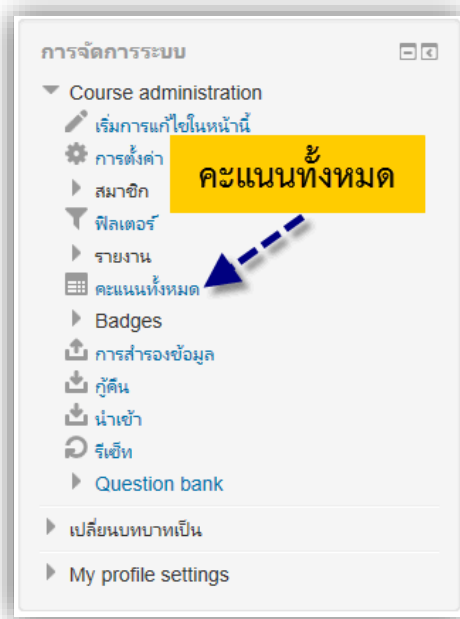 การจัดการระบบ
Course administration
เริ่มการแก้ไขในหน้านี้
การตั้งค่า
คะแนนทั้งหมด
สมาชิก
ฟิลเตอร์
รายงาน
คะแนนทั้งหมด
Badges
การสำรองข้อมูล
กู้คืน
นำเข้า
รีเซ็ท
Question bank
เปลี่ยนบทบาทเป็น
My profile settings